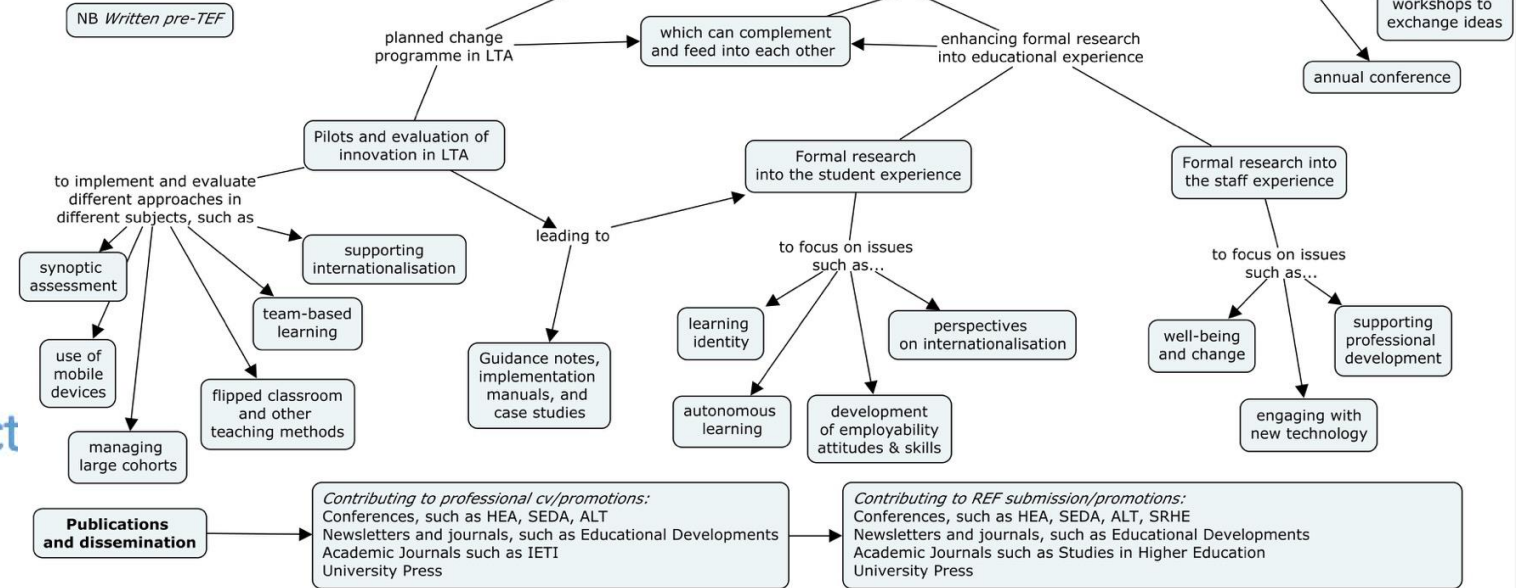 NB Written pre-TEF
workshops to
exchange ideas
planned change
programme in LTA
which can complement
and feed into each other
enhancing formal research
into educational experience
annual conference
Pilots and evaluation of
innovation in LTA
Formal research
into the student experience
Formal research into
the staff experience
to implement and evaluate
different approaches in
different subjects, such as
leading to
to focus on issues
such as...
to focus on issues
such as...
synoptic
assessment
supporting
internationalisation
team-based
learning
use of
mobile
devices
flipped classroom
and other
teaching methods
managing
large cohorts
Guidance notes,
implementation
manuals, and
case studies
learning
identity
perspectives
on internationalisation
autonomous
learning
development
of employability
attitudes & skills
well-being
and change
supporting
professional
development
engaging with
new technology
ct
Publications
and dissemination
Contributing to professional cv/promotions:
Conferences, such as HEA, SEDA, ALT
Newsletters and journals, such as Educational Developments
Academic Journals such as IETI
University Press
Contributing to REF submission/promotions:
Conferences, such as HEA, SEDA, ALT, SRHE
Newsletters and journals, such as Educational Developments
Academic Journals such as Studies in Higher Education
University Press